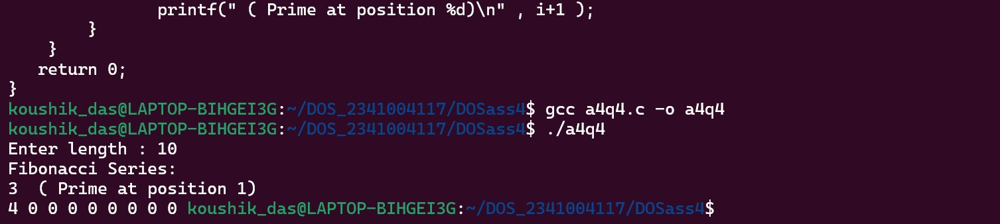 printf(" ( Prime at position %d)\n" , i+1 );
}
}
return 0;
}
koushik_das@LAPTOP-BIHGEI3G:~/DOS_2341004117/DOSass4$ gcc a4q4.c -o a4q4
koushik_das@LAPTOP-BIHGEI3G:~/DOS_2341004117/DOSass4$ ./a4q4
Enter length : 10
Fibonacci Series:
3  ( Prime at position 1)
4 0 0 0 0 0 0 0 0 koushik_das@LAPTOP-BIHGEI3G:~/DOS_2341004117/DOSass4$